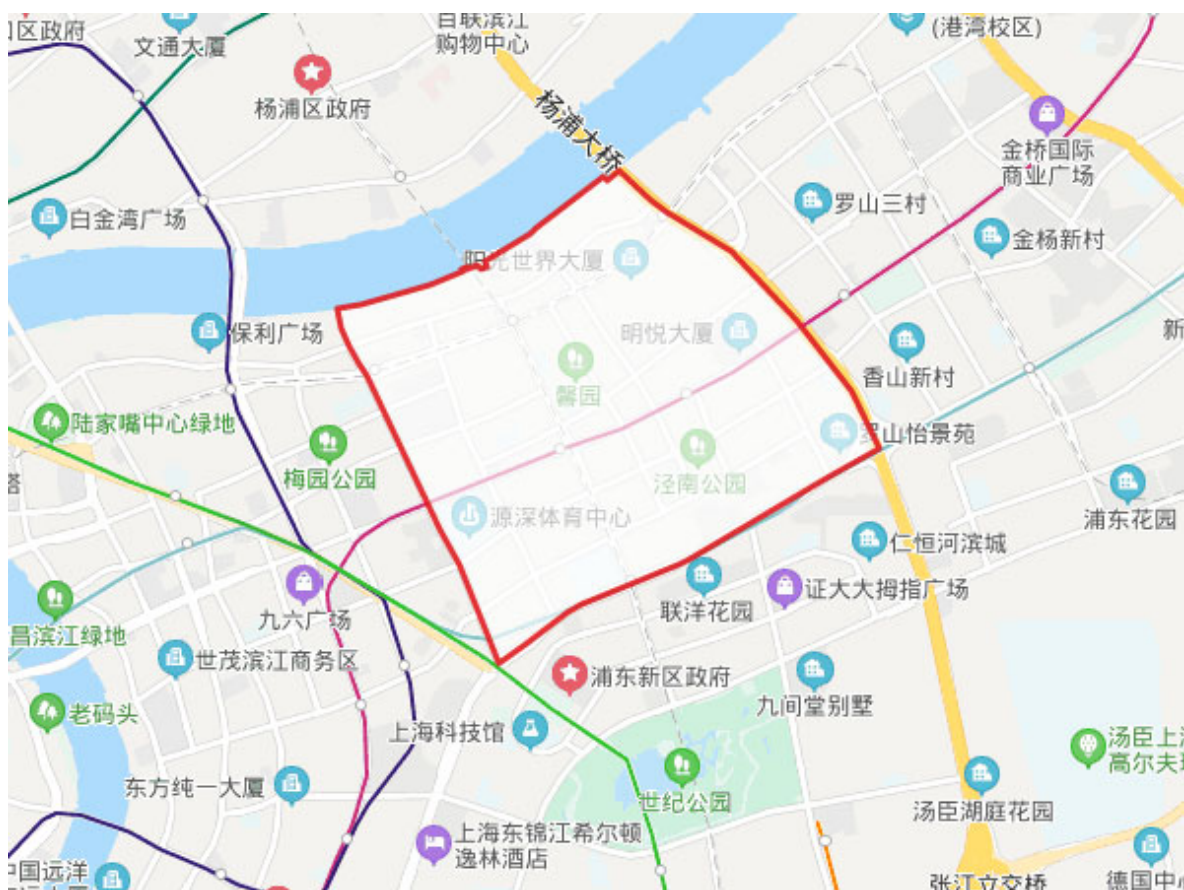 口区政府
文通大厦
百联滨江
购物中心
(港湾校区)
杨浦区政府
杨浦大桥
金桥国际
商业广场
白金湾广场
罗山三村
金杨新村
阳光世界大厦
保利广场
明悦大厦
新
香山新村
馨园
陆家嘴中心绿地
罗山怡景苑
梅园公园
泾南公园
塔
源深体育中心
浦东花园
仁恒河滨城
联洋花园
证大大拇指广场
九六广场
昌滨江绿地
世茂滨江商务区
浦东新区政府
九间堂别墅
老码头
上海科技馆
汤臣上海
高尔夫球
东方纯一大厦
世纪公园
汤臣湖庭花园
上海东锦江希尔顿
逸林酒店
中国远洋
张江立交桥
德国中心